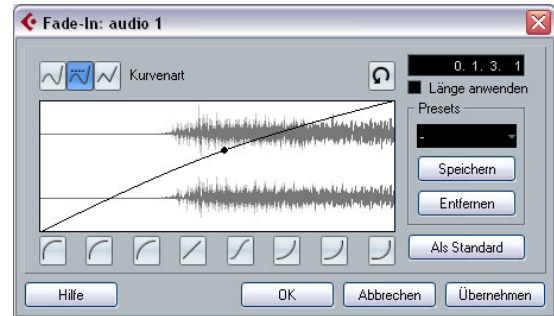 Fade-In: audio 1
Kurvenart
0. 1. 3. 1
Länge anwenden
Presets
-
Speichern
Entfernen
Als Standard
Hilfe
OK
Abbrechen
Übernehmen